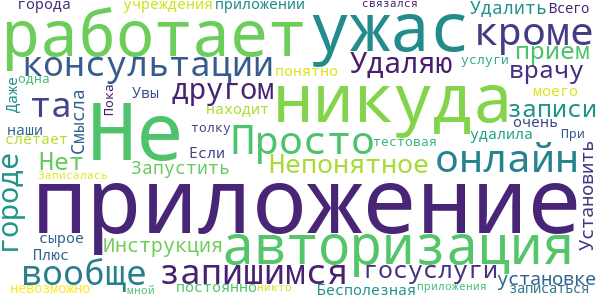 города учреждения приложении связался Удалить Всего
работает ужас кроме
консультации Удаляю прием
понятно услуги врачу
Даже одна та другом никуда моего
Пока Увы находит записи
наши Смысла Не толку очень При
слетает Если Просто тестовая удалила
городе Нет Запустить Непонятное онлайн Установить
Записалась
приложение
сырое Инструкция авторизация
Плюс
вообще запишимся госуслуги установке
невозможно мной постоянно никто Бесполезная приложения Записаться